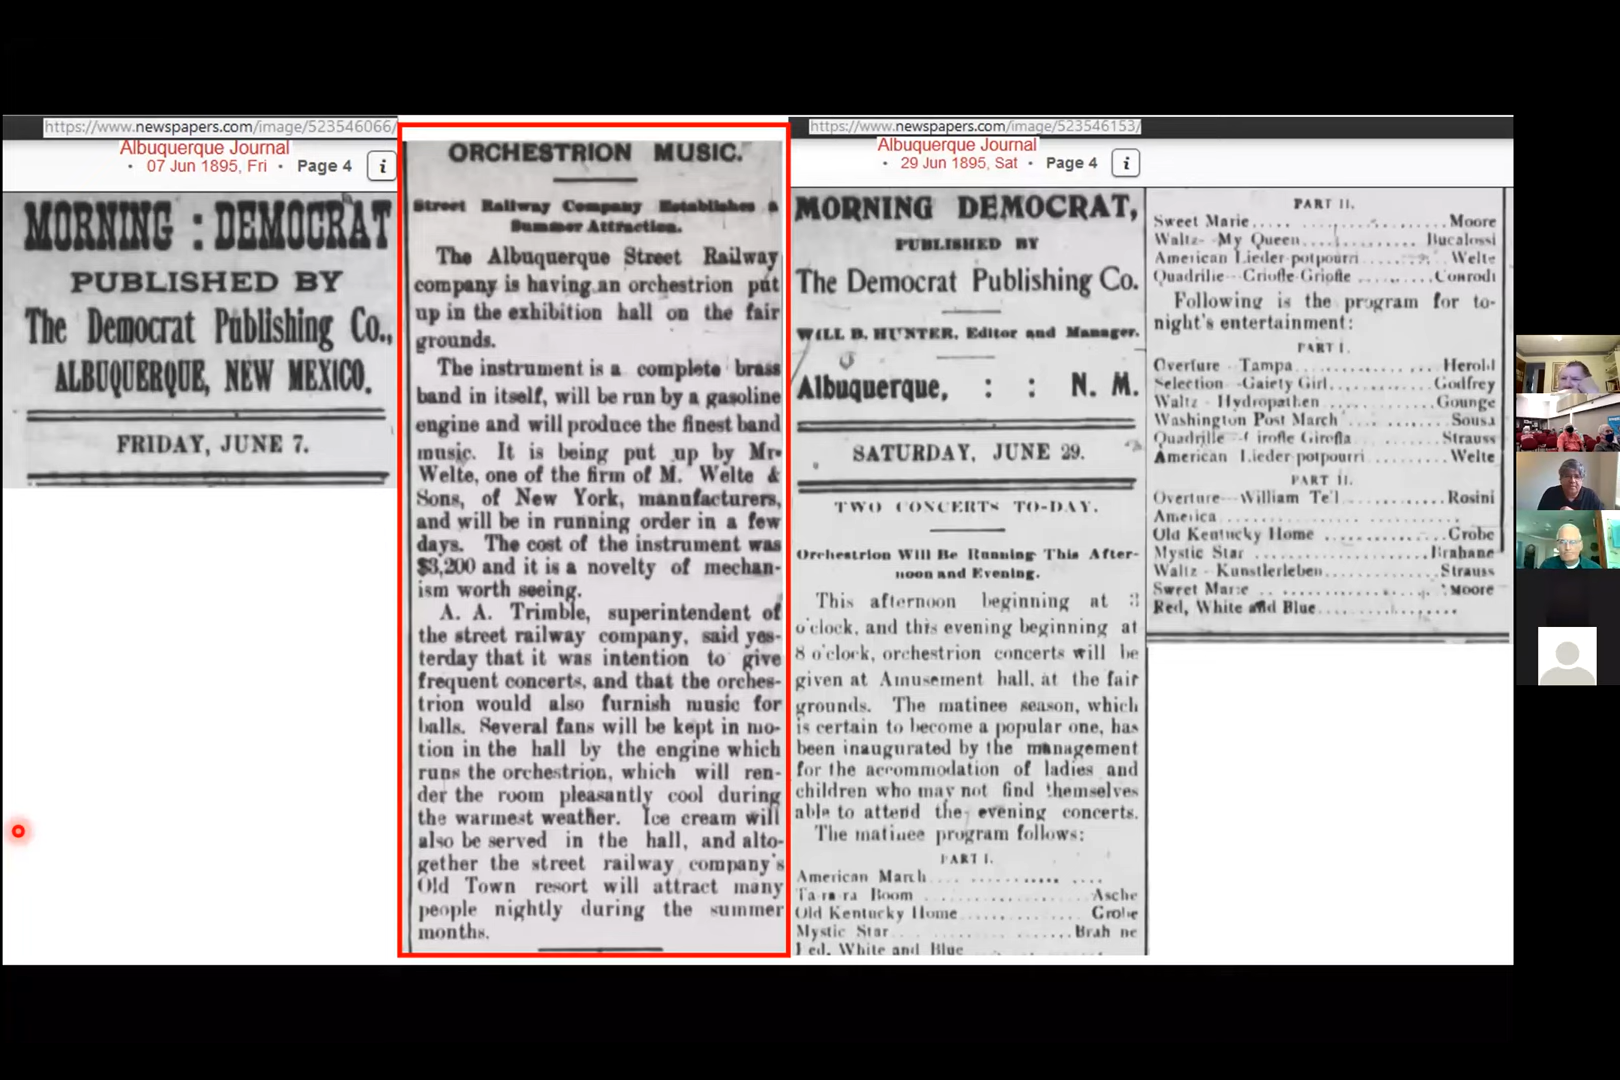 https://www.newspapers.com/image/523546066/
Albuquerque Journal
• 07 Jun 1895, Fri • Page 4 i
MORNING : DEMOCRAT
PUBLISHED BY
The Democrat Publishing Co.,
ALBUQUERQUE, NEW MEXICO.
FRIDAY, JUNE 7.
ORCHESTRION MUSIC.
Street Railway Company Establishes a
Summer Attraction.
The Albuquerque Street Railway
company is having an orchestrion put
up in the exhibition hall on the fair
grounds.
The instrument is a complete brass
band in itself, will be run by a gasoline
engine and will produce the finest band
music. It is being put up by Mr.
Welte, one of the firm of M. Welte &
Sons, of New York, manufacturers,
and will be in running order in a few
days. The cost of the instrument was
$3,200 and it is a novelty of mechan-
ism worth seeing.
A. A. Trimble, superintendent of
the street railway company, said yes-
terday that it was intention to give
frequent concerts, and that the orches-
trion would also furnish music for
balls. Several fans will be kept in mo-
tion in the hall by the engine which
runs the orchestrion, which will ren-
der the room pleasantly cool during
the warmest weather. Ice cream will
also be served in the hall, and alto-
gether the street railway company's
Old Town resort will attract many
people nightly during the summer
months.
https://www.newspapers.com/image/523546153/
Albuquerque Journal
• 29 Jun 1895, Sat • Page 4 i
MORNING DEMOCRAT,
PUBLISHED BY
The Democrat Publishing Co.
WILL B. HUNTER, Editor and Manager.
Albuquerque, : : N. M.
SATURDAY, JUNE 29.
TWO CONCERTS TO-DAY.
Orchestrion Will Be Running This After-
noon and Evening.
This afternoon beginning at 3
o'clock, and this evening beginning at
8 o'clock, orchestrion concerts will be
given at Amusement hall, at the fair
grounds. The matinee season, which
is certain to become a popular one, has
been inaugurated by the management
for the accommodation of ladies and
children who may not find themselves
able to attend the evening concerts.
The matinee program follows:
PART I.
American March
Ta-ra-ra Boom Asche
Old Kentucky Home Grobe
Mystic Star Brah ne
ed, White and Blue
PART II.
Sweet Marie Moore
Waltz--My Queen Bucalossi
American Lieder-potpourri Welte
Quadrille Conrodi
Following is the program for to-
night's entertainment:
PART I.
Overture - Tampa Herold
Selection -Gaiety Girl Godfrey
Waltz - Hydropathen Gounge
Washington Post March Sousa
Quadrille Girofla Strauss
American Lieder-potpourri Welte
PART II.
Overture---William Te'l Rosini
America
Old Kentucky Home Grobe
Mystic Star Brahane
Waltz - Kunstlerleben Strauss
Sweet Marie Moore
Red, White and Blue